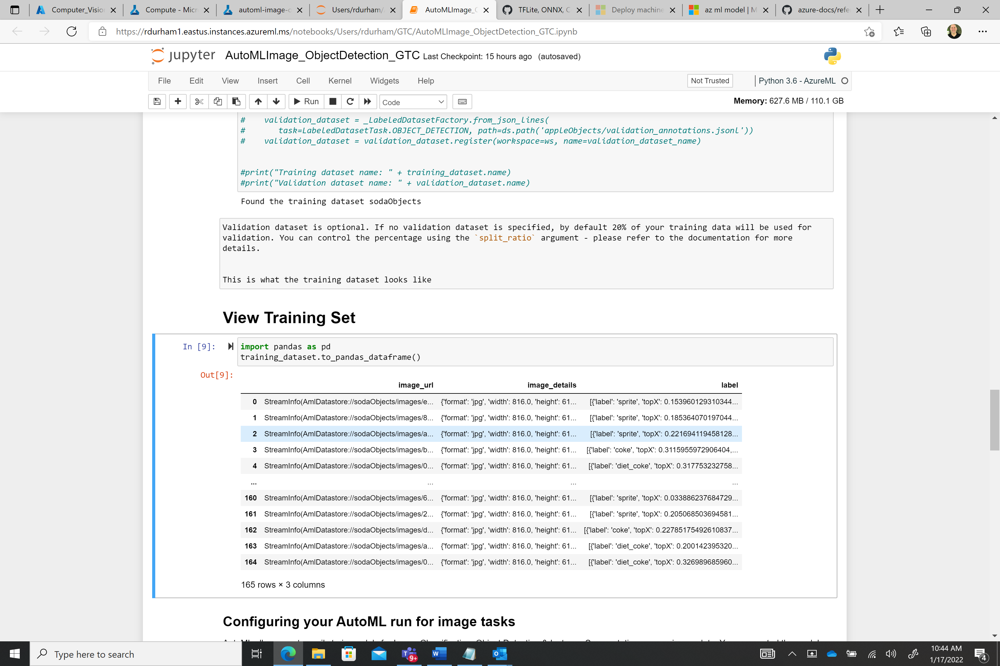 Computer_Visio
Compute - Micr
automl-image-o
Users/rdurham/
AutoMLImage_O
TFLite, ONNX, C
Deploy machine
az ml model | M
azure-docs/refe
https://rdurham1.eastus.instances.azureml.ms/notebooks/Users/rdurham/GTC/AutoMLImage_ObjectDetection_GTC.ipynb
jupyter AutoMLImage_ObjectDetection_GTC Last Checkpoint: 15 hours ago (autosaved)
File Edit View Insert Cell Kernel Widgets Help Not Trusted Python 3.6 - AzureML
Run Code Memory: 627.6 MB / 110.1 GB
# validation_dataset = _LabeledDatasetFactory.from_json_lines(
# task=LabeledDatasetTask.OBJECT_DETECTION, path=ds.path('appleObjects/validation_annotations.jsonl'))
# validation_dataset = validation_dataset.register(workspace=ws, name=validation_dataset_name)
#print("Training dataset name: " + training_dataset.name)
#print("Validation dataset name: " + validation_dataset.name)
Found the training dataset sodaObjects
Validation dataset is optional. If no validation dataset is specified, by default 20% of your training data will be used for
validation. You can control the percentage using the `split_ratio` argument - please refer to the documentation for more
details.
This is what the training dataset looks like
View Training Set
In [9]: import pandas as pd
training_dataset.to_pandas_dataframe()
Out[9]:
image_url image_details label
0 StreamInfo(AmlDatastore://sodaObjects/images/e... {'format': 'jpg', 'width': 816.0, 'height': 61... [{'label': 'sprite', 'topX': 0.153960129310344...
1 StreamInfo(AmlDatastore://sodaObjects/images/8... {'format': 'jpg', 'width': 816.0, 'height': 61... [{'label': 'sprite', 'topX': 0.185364070197044...
2 StreamInfo(AmlDatastore://sodaObjects/images/a... {'format': 'jpg', 'width': 816.0, 'height': 61... [{'label': 'sprite', 'topX': 0.221694119458128...
3 StreamInfo(AmlDatastore://sodaObjects/images/b... {'format': 'jpg', 'width': 816.0, 'height': 61... [{'label': 'coke', 'topX': 0.3115955972906404,...
4 StreamInfo(AmlDatastore://sodaObjects/images/0... {'format': 'jpg', 'width': 816.0, 'height': 61... [{'label': 'diet_coke', 'topX': 0.317753232758...
... ... ... ...
160 StreamInfo(AmlDatastore://sodaObjects/images/6... {'format': 'jpg', 'width': 816.0, 'height': 61... [{'label': 'sprite', 'topX': 0.033886237684729...
161 StreamInfo(AmlDatastore://sodaObjects/images/2... {'format': 'jpg', 'width': 816.0, 'height': 61... [{'label': 'sprite', 'topX': 0.205068503694581...
162 StreamInfo(AmlDatastore://sodaObjects/images/d... {'format': 'jpg', 'width': 816.0, 'height': 61... [{'label': 'coke', 'topX': 0.22785175492610837...
163 StreamInfo(AmlDatastore://sodaObjects/images/a... {'format': 'jpg', 'width': 816.0, 'height': 61... [{'label': 'diet_coke', 'topX': 0.200142395320...
164 StreamInfo(AmlDatastore://sodaObjects/images/0... {'format': 'jpg', 'width': 816.0, 'height': 61... [{'label': 'diet_coke', 'topX': 0.326989685960...
165 rows × 3 columns
Configuring your AutoML run for image tasks
Type here to search
9+
10:44 AM
1/17/2022
4